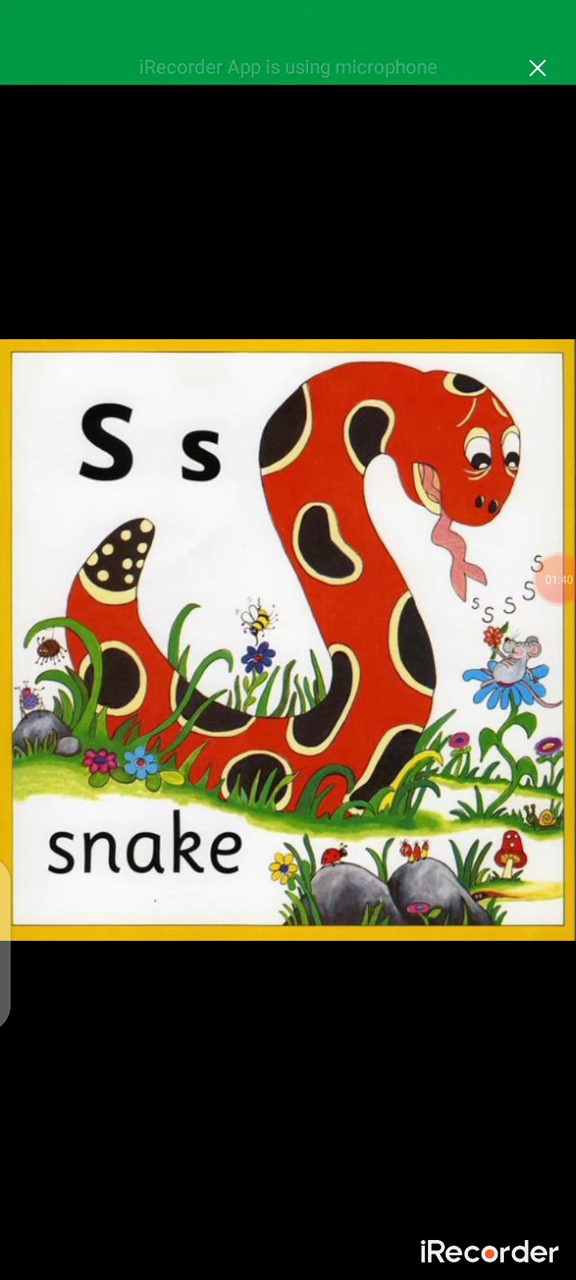 iRecorder App is using microphone
S s
s
s
s
s
s
01:40
snake
iRecorder